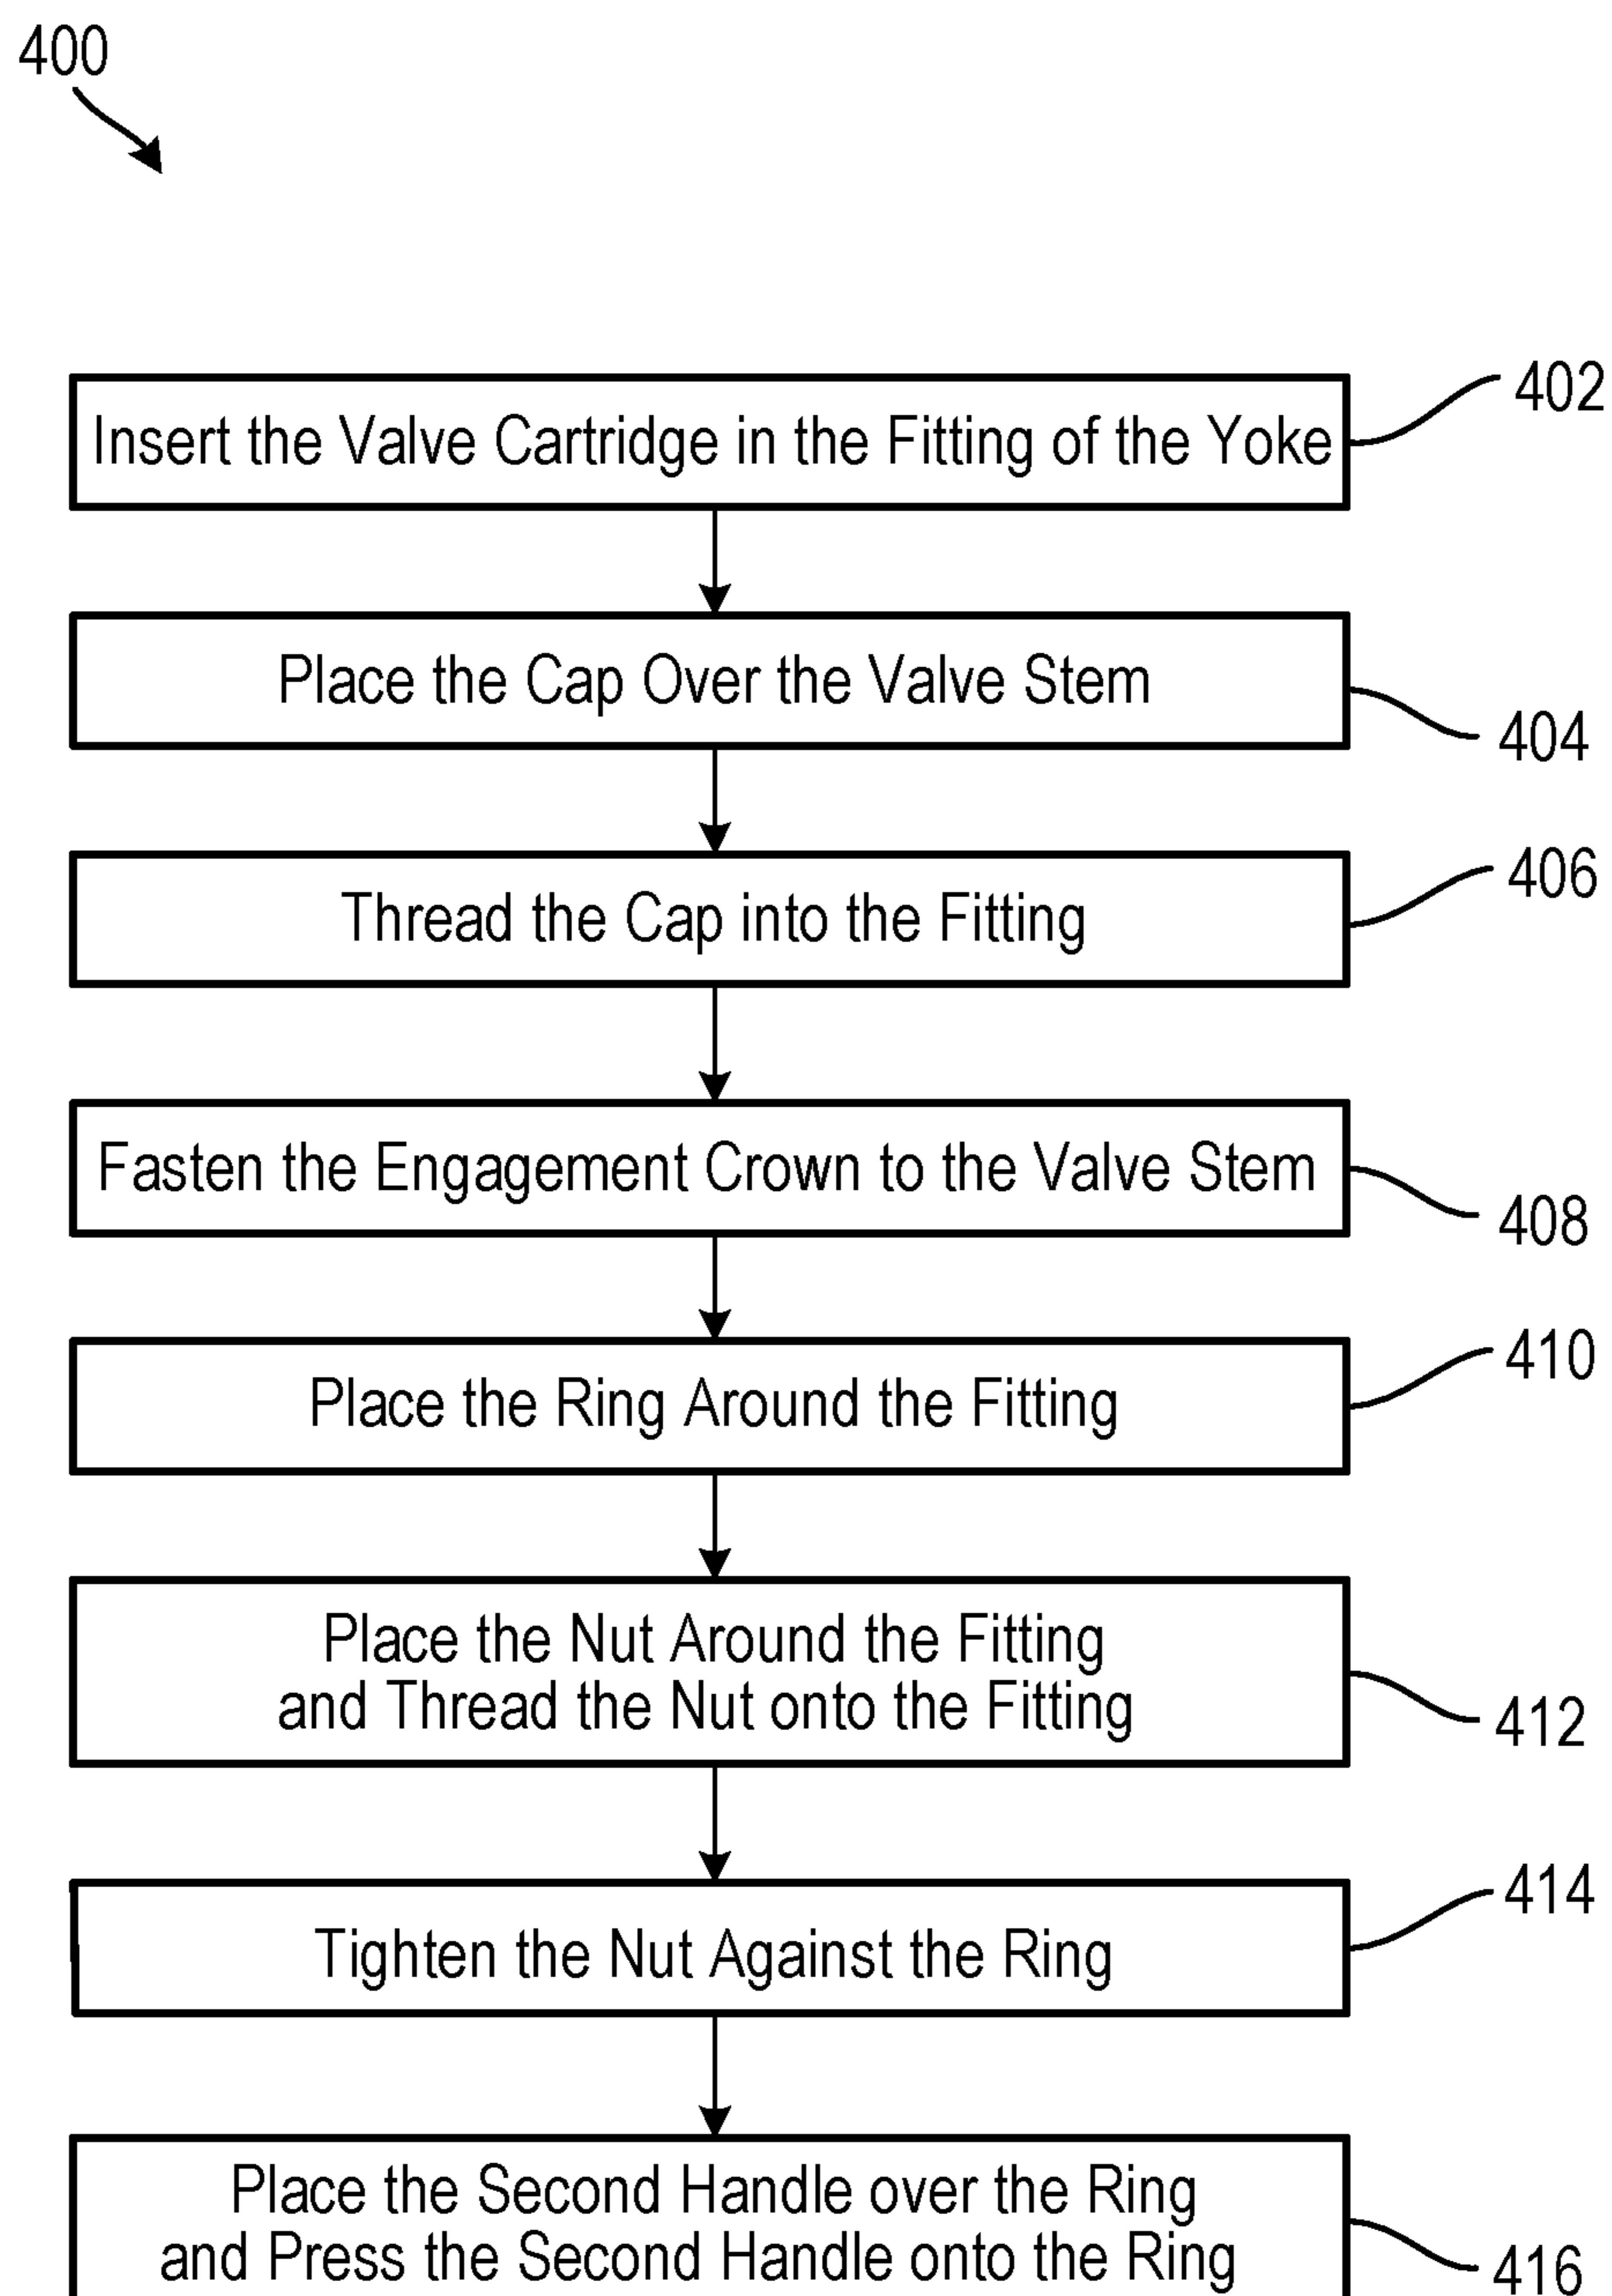 400
Insert the Valve Cartridge in the Fitting of the Yoke
402
Place the Cap Over the Valve Stem
404
Thread the Cap into the Fitting
406
Fasten the Engagement Crown to the Valve Stem
408
Place the Ring Around the Fitting
410
Place the Nut Around the Fitting
and Thread the Nut onto the Fitting
412
Tighten the Nut Against the Ring
414
Place the Second Handle over the Ring
and Press the Second Handle onto the Ring
416